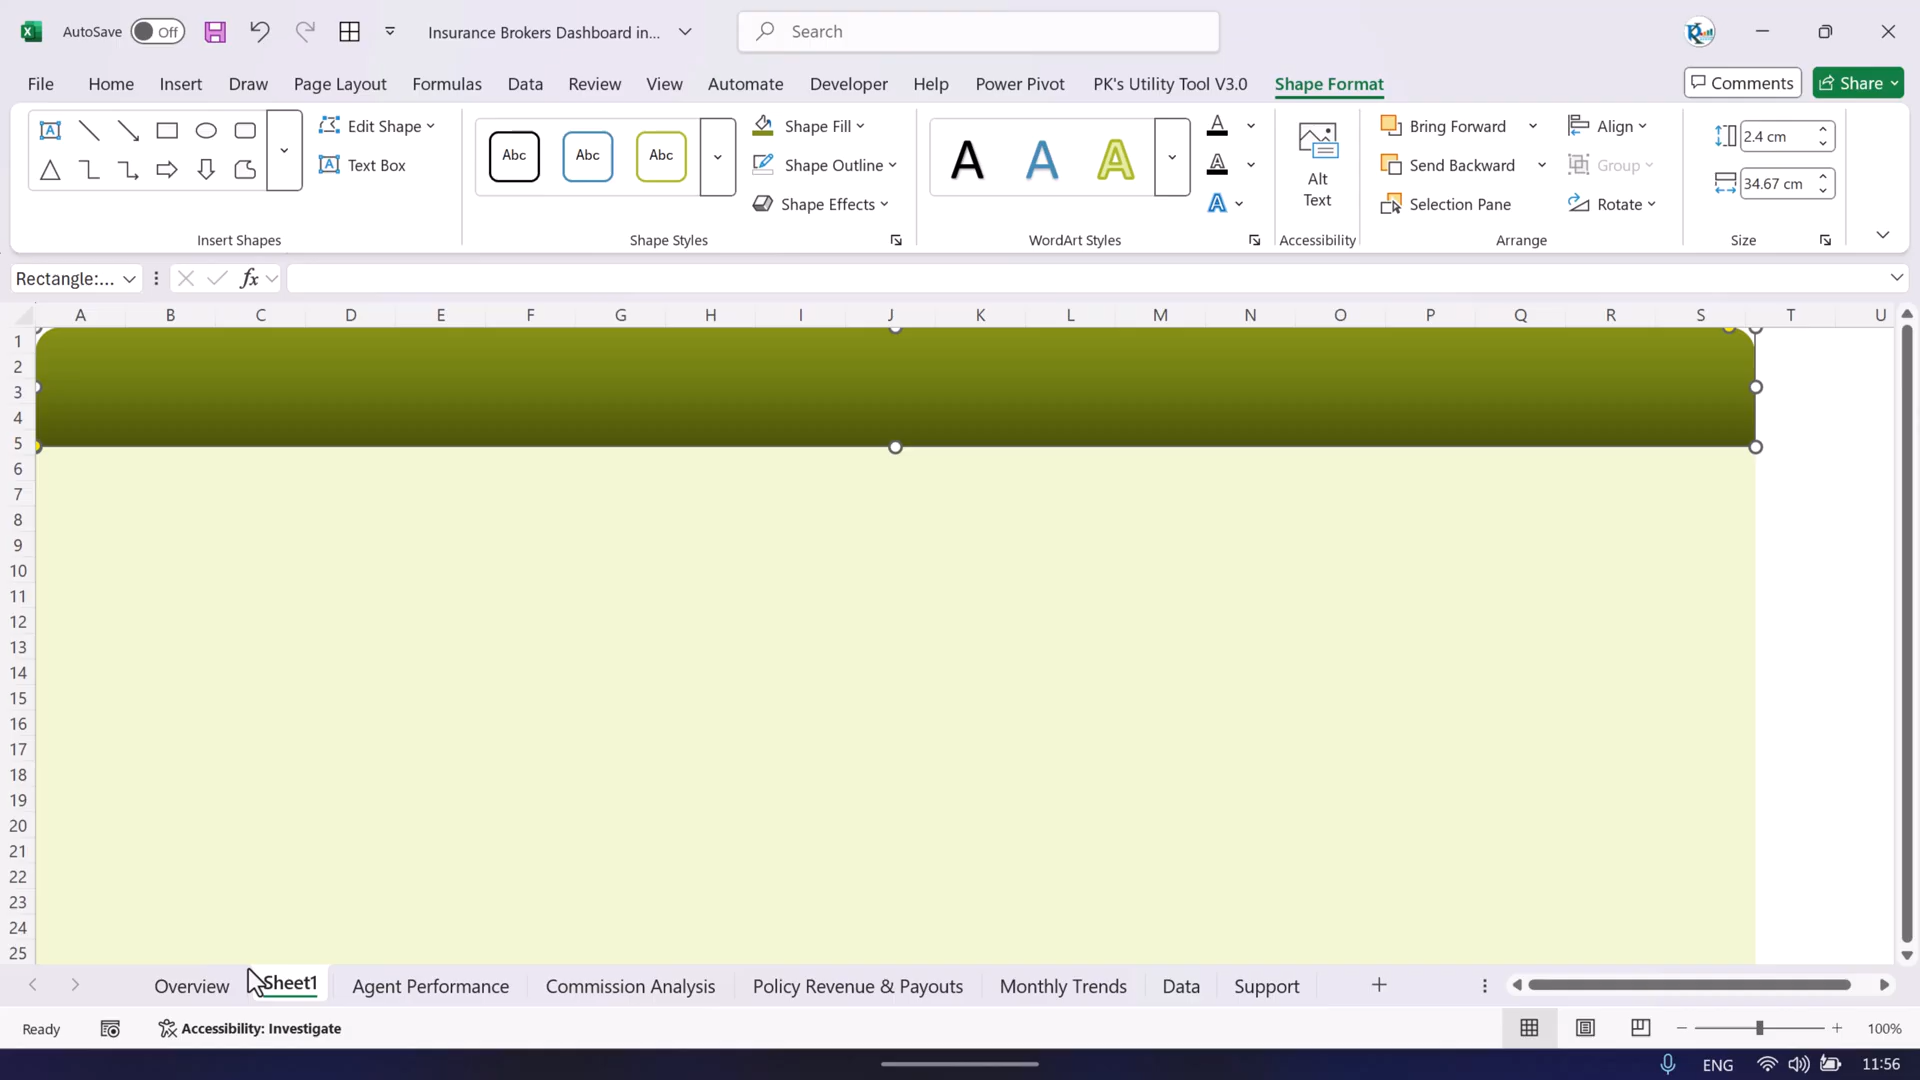 AutoSave Off Insurance Brokers Dashboard in... Search
File Home Insert Draw Page Layout Formulas Data Review View Automate Developer Help Power Pivot PK's Utility Tool V3.0 Shape Format Comments Share
Edit Shape
Text Box
Insert Shapes
Abc Abc Abc
Shape Fill
Shape Outline
Shape Effects
Shape Styles
A A A
WordArt Styles
Alt
Text
Accessibility
Bring Forward Align
Send Backward Group
Selection Pane Rotate
Arrange
2.4 cm
34.67 cm
Size
Rectangle:... fx
A B C D E F G H I J K L M N O P Q R S T U
1
2
3
4
5
6
7
8
9
10
11
12
13
14
15
16
17
18
19
20
21
22
23
24
25
Overview Sheet1 Agent Performance Commission Analysis Policy Revenue & Payouts Monthly Trends Data Support
Ready Accessibility: Investigate 100%
ENG 11:56